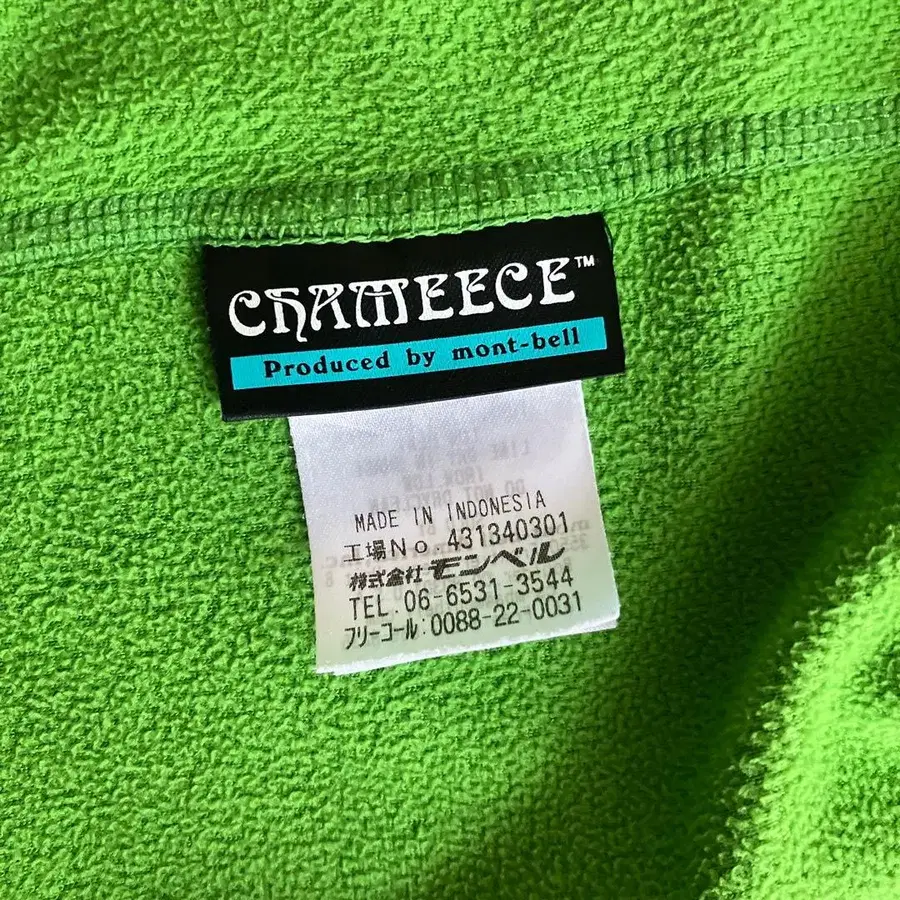 CHAMEECE™
Produced by mont-bell
MADE IN INDONESIA
工場No. 431340301
株式会社モンベル
TEL. 06-6531-3544
フリーコール:0088-22-0031